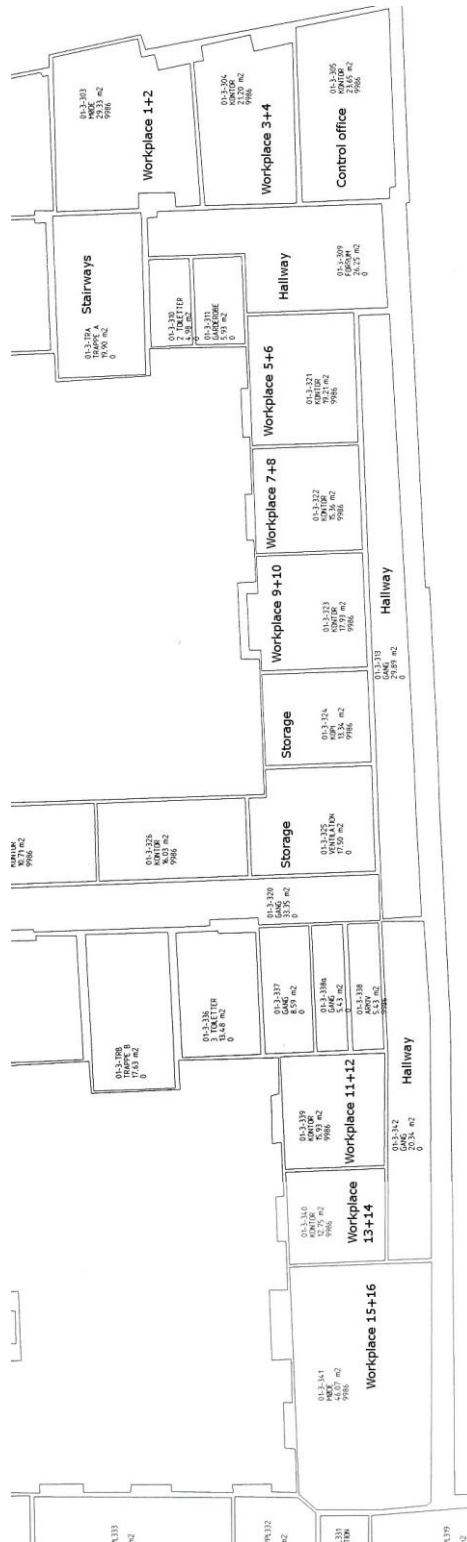 01-3-303
MØDE
29.33 m2
9986
Workplace 1+2
01-3-304
KONTOR
21.20 m2
9986
Workplace 3+4
01-3-305
KONTOR
23.65 m2
9986
Control office
01-3-TRA
TRAPPE A
19.90 m2
0
Stairways
01-3-310
2 TOILETTER
4.98 m2
0
01-3-311
GARDEROBE
5.93 m2
0
Hallway
01-3-309
FORRUM
26.25 m2
0
Workplace 5+6
01-3-321
KONTOR
19.21 m2
9986
Workplace 7+8
01-3-322
KONTOR
15.36 m2
9986
Workplace 9+10
01-3-323
KONTOR
17.93 m2
9986
Hallway
01-3-313
GANG
29.89 m2
0
Storage
01-3-324
KOPI
13.34 m2
9986
Storage
01-3-325
VENTILATION
17.50 m2
0
KONTOR
10.71 m2
9986
01-3-326
KONTOR
16.03 m2
9986
01-3-320
GANG
33.35 m2
0
01-3-TRB
TRAPPE B
17.63 m2
0
01-3-336
3 TOILETTER
13.48 m2
0
01-3-337
GANG
8.59 m2
0
01-3-338a
GANG
5.43 m2
0
01-3-338
ARKIV
5.43 m2
9986
01-3-339
KONTOR
15.93 m2
9986
Workplace 11+12
Hallway
01-3-342
GANG
20.34 m2
0
01-3-340
KONTOR
12.75 m2
9986
Workplace
13+14
01-3-341
MØDE
46.07 m2
9986
Workplace 15+16
PL333
m2
PL332
m2
-331
TION
PL319
m2